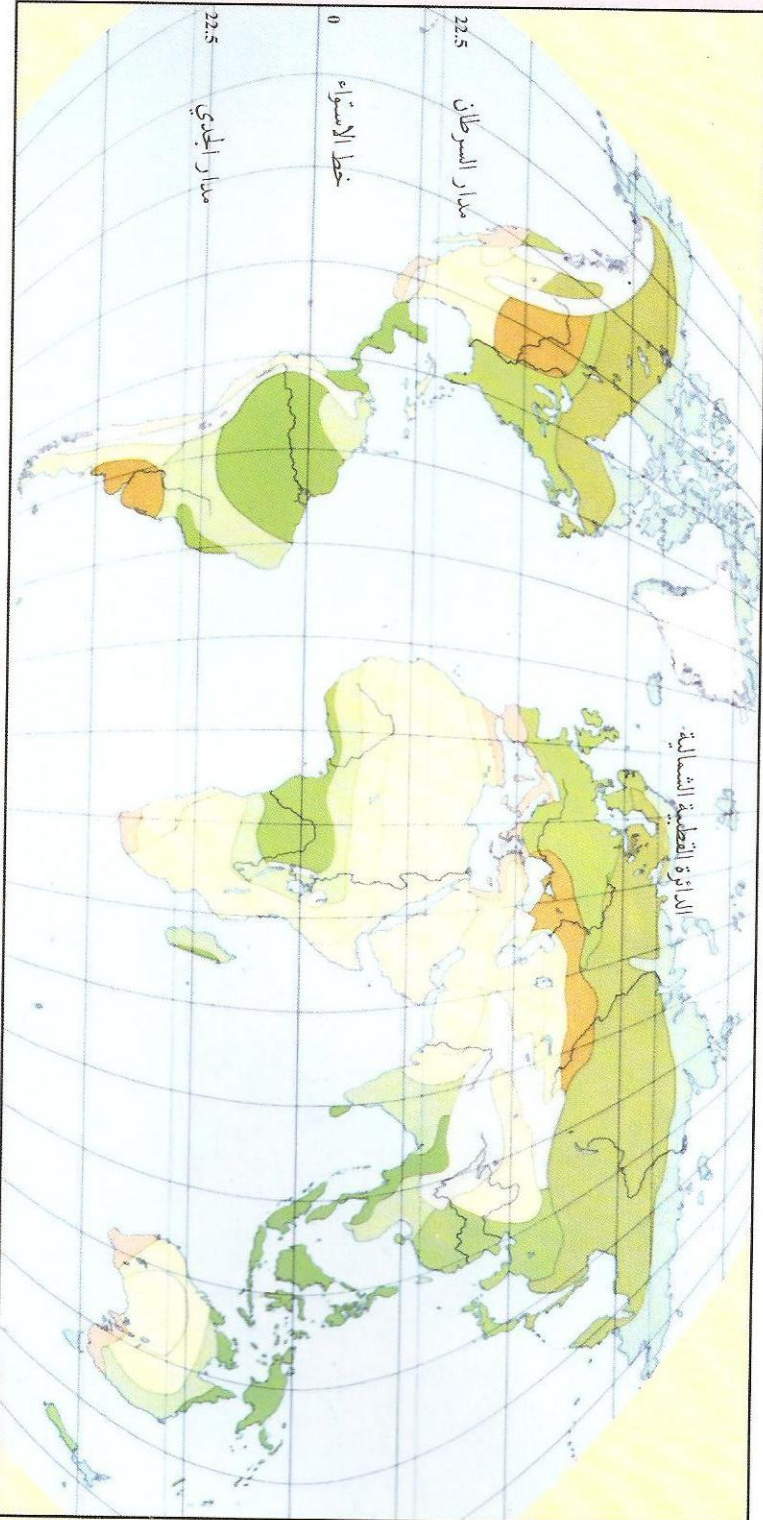 الدائرة القطبية الشمالية
22.5
مدار السرطان
0
خط الاستواء
22.5
مدار الجدي